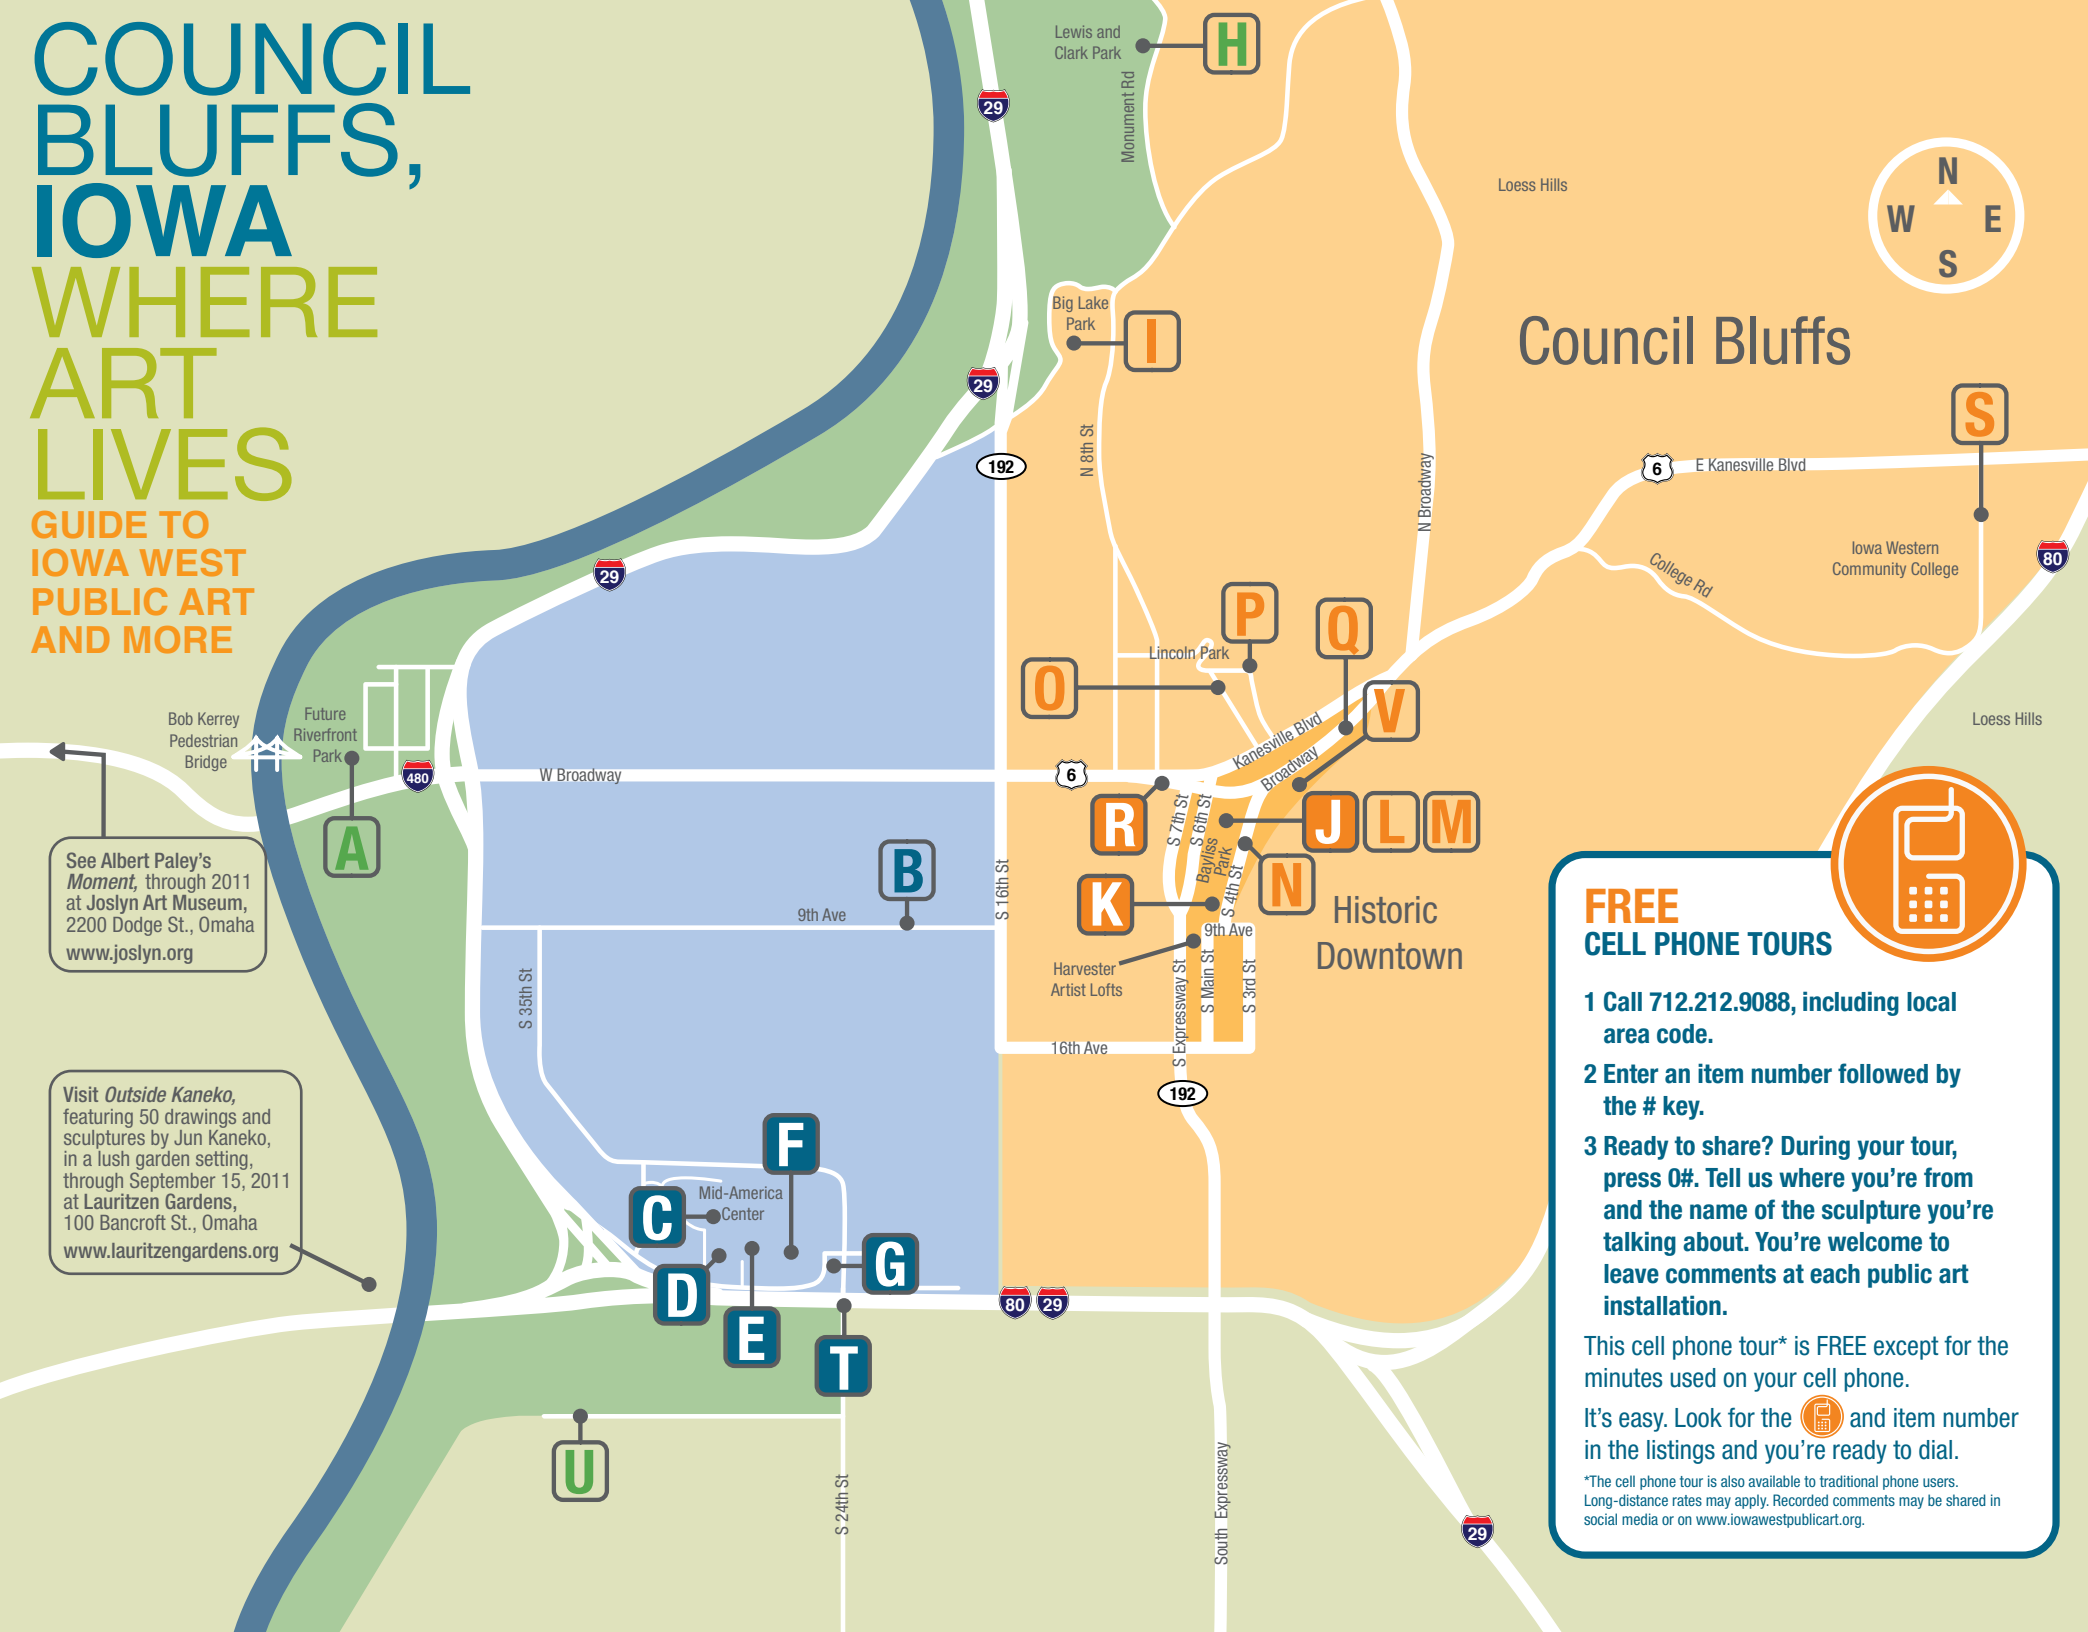 COUNCIL
BLUFFS,
IOWA
WHERE
ART
LIVES
GUIDE TO
IOWA WEST
PUBLIC ART
AND MORE
Lewis and
Clark Park
H
Monument Rd
29
Loess Hills
N
W
E
S
Big Lake
Park
I
Council Bluffs
29
S
192
N 8th St
N Broadway
6
E Kanesville Blvd
Iowa Western
Community College
80
College Rd
29
P
Q
Lincoln Park
O
V
Loess Hills
Bob Kerrey
Pedestrian
Bridge
Future
Riverfront
Park
480
W Broadway
6
Kanesville Blvd
Broadway
A
B
R
S 7th St
S 6th St
J
L
M
Bayliss
Park
S 4th St
N
K
S 16th St
9th Ave
9th Ave
Historic
Downtown
Harvester
Artist Lofts
S Expressway St
S Main St
S 3rd St
S 35th St
16th Ave
192
See Albert Paley's
Moment, through 2011
at Joslyn Art Museum,
2200 Dodge St., Omaha
www.joslyn.org
Visit Outside Kaneko,
featuring 50 drawings and
sculptures by Jun Kaneko,
in a lush garden setting,
through September 15, 2011
at Lauritzen Gardens,
100 Bancroft St., Omaha
www.lauritzengardens.org
F
C
Mid-America
Center
D
E
G
T
80
29
U
S 24th St
South Expressway
29
FREE
CELL PHONE TOURS
1 Call 712.212.9088, including local
area code.
2 Enter an item number followed by
the # key.
3 Ready to share? During your tour,
press 0#. Tell us where you're from
and the name of the sculpture you're
talking about. You're welcome to
leave comments at each public art
installation.
This cell phone tour* is FREE except for the
minutes used on your cell phone.
It's easy. Look for the and item number
in the listings and you're ready to dial.
*The cell phone tour is also available to traditional phone users.
Long-distance rates may apply. Recorded comments may be shared in
social media or on www.iowawestpublicart.org.